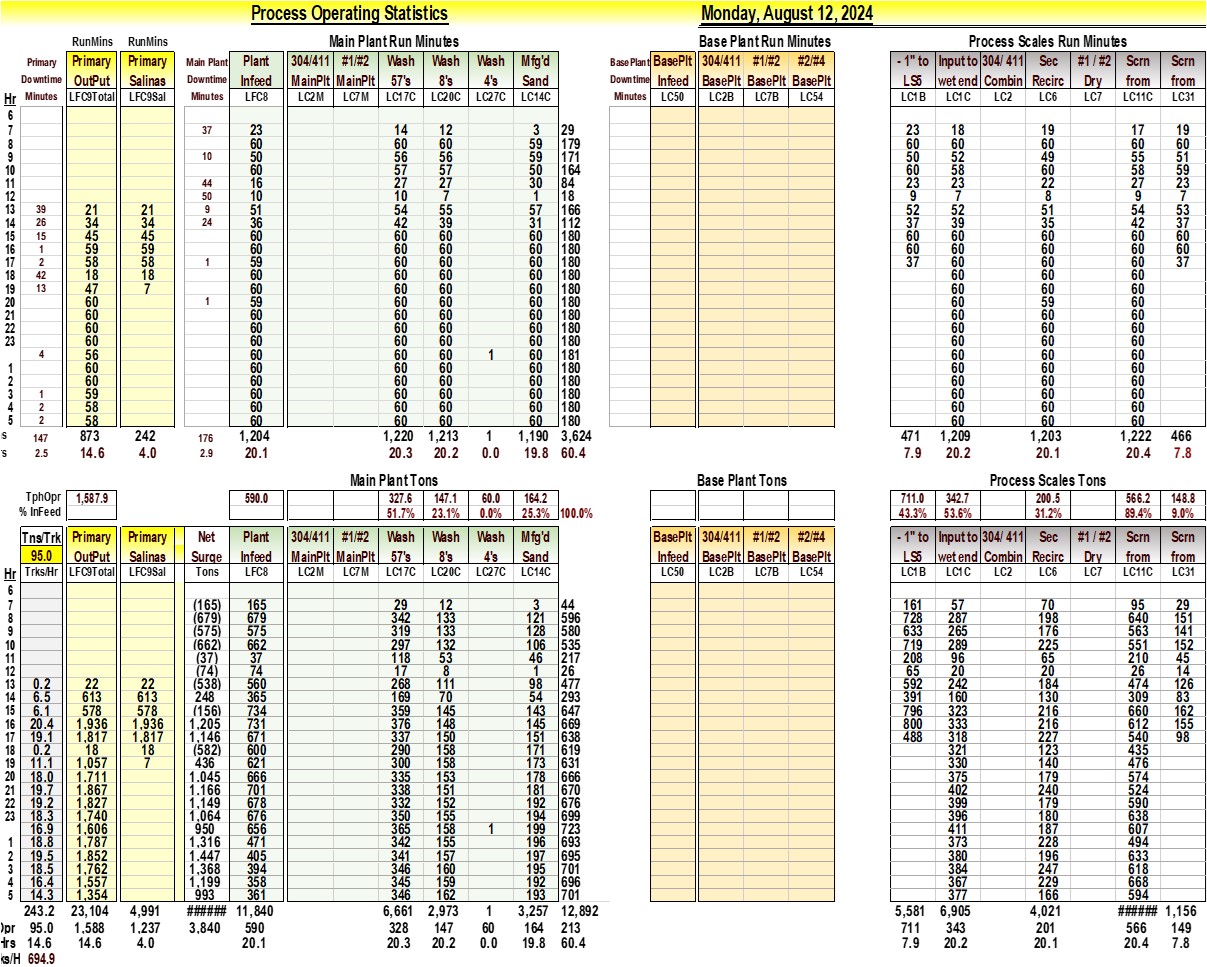 Process Operating Statistics Monday, August 12, 2024
RunMins RunMins Main Plant Run Minutes Base Plant Run Minutes Process Scales Run Minutes
Primary Primary Primary Main Plant Plant 304/411 #1/#2 Wash Wash Wash Mfg'd BasePlant BasePlt 304/411 #1/#2 #2/#4 - 1" to Input to 304/ 411 Sec #1 / #2 Scrn Scrn
Downtime OutPut Salinas Downtime Infeed MainPlt MainPlt 57's 8's 4's Sand Downtime Infeed BasePlt BasePlt BasePlt LS5 wet end Combin Recirc Dry from from
Hr Minutes LFC9Total LFC9Sal Minutes LFC8 LC2M LC7M LC17C LC20C LC27C LC14C Minutes LC50 LC2B LC7B LC54 LC1B LC1C LC2 LC6 LC7 LC11C LC31
6
7 37 23 14 12 3 29 23 18 19 17 19
8 60 60 60 59 179 60 60 60 60 60
9 10 50 56 56 59 171 50 52 49 55 51
10 60 57 57 50 164 60 58 60 58 59
11 44 16 27 27 30 84 23 23 22 27 23
12 50 10 10 7 1 18 9 7 8 9 7
13 39 21 21 9 51 54 55 57 166 52 52 51 54 53
14 26 34 34 24 36 42 39 31 112 37 39 35 42 37
15 15 45 45 60 60 60 60 180 60 60 60 60 60
16 1 59 59 60 60 60 60 180 60 60 60 60 60
17 2 58 58 1 59 60 60 60 180 37 60 60 60 37
18 42 18 18 60 60 60 60 180 60 60 60
19 13 47 7 60 60 60 60 180 60 60 60
20 60 1 59 60 60 60 180 60 59 60
21 60 60 60 60 60 180 60 60 60
22 60 60 60 60 60 180 60 60 60
23 60 60 60 60 60 180 60 60 60
4 56 60 60 60 1 60 181 60 60 60
1 60 60 60 60 60 180 60 60 60
2 60 60 60 60 60 180 60 60 60
3 1 59 60 60 60 60 180 60 60 60
4 2 58 60 60 60 60 180 60 60 60
5 2 58 60 60 60 60 180 60 60 60
s 147 873 242 176 1,204 1,220 1,213 1 1,190 3,624 471 1,209 1,203 1,222 466
's 2.5 14.6 4.0 2.9 20.1 20.3 20.2 0.0 19.8 60.4 7.9 20.2 20.1 20.4 7.8
Main Plant Tons Base Plant Tons Process Scales Tons
TphOpr 1,587.9 590.0 327.6 147.1 60.0 164.2 711.0 342.7 200.5 566.2 148.8
% InFeed 51.7% 23.1% 0.0% 25.3% 100.0% 43.3% 53.6% 31.2% 89.4% 9.0%
Tns/Trk Primary Primary Net Plant 304/411 #1/#2 Wash Wash Wash Mfg'd BasePlt 304/411 #1/#2 #2/#4 - 1" to Input to 304/ 411 Sec #1 / #2 Scrn Scrn
95.0 OutPut Salinas Surge Infeed MainPlt MainPlt 57's 8's 4's Sand Infeed BasePlt BasePlt BasePlt LS5 wet end Combin Recirc Dry from from
Hr Trks/Hr LFC9Total LFC9Sal Tons LFC8 LC2M LC7M LC17C LC20C LC27C LC14C LC50 LC2B LC7B LC54 LC1B LC1C LC2 LC6 LC7 LC11C LC31
6
7 (165) 165 29 12 3 44 161 57 70 95 29
8 (679) 679 342 133 121 596 728 287 198 640 151
9 (575) 575 319 133 128 580 633 265 176 563 141
10 (662) 662 297 132 106 535 719 289 225 551 152
11 (37) 37 118 53 46 217 208 96 65 210 45
12 (74) 74 17 8 1 26 65 20 20 26 14
13 0.2 22 22 (538) 560 268 111 98 477 592 242 184 474 126
14 6.5 613 613 248 365 169 70 54 293 391 160 130 309 83
15 6.1 578 578 (156) 734 359 145 143 647 796 323 216 660 162
16 20.4 1,936 1,936 1,205 731 376 148 145 669 800 333 216 612 155
17 19.1 1,817 1,817 1,146 671 337 150 151 638 488 318 227 540 98
18 0.2 18 18 (582) 600 290 158 171 619 321 123 435
19 11.1 1,057 7 436 621 300 158 173 631 330 140 476
20 18.0 1,711 1,045 666 335 153 178 666 375 179 574
21 19.7 1,867 1,166 701 338 151 181 670 402 240 524
22 19.2 1,827 1,149 678 332 152 192 676 399 179 590
23 18.3 1,740 1,064 676 350 155 194 699 396 180 638
16.9 1,606 950 656 365 158 1 199 723 411 187 607
1 18.8 1,787 1,316 471 342 155 196 693 373 228 494
2 19.5 1,852 1,447 405 341 157 197 695 380 196 633
3 18.5 1,762 1,368 394 346 160 195 701 384 247 618
4 16.4 1,557 1,199 358 345 159 192 696 367 229 668
5 14.3 1,354 993 361 346 162 193 701 377 166 594
243.2 23,104 4,991 ###### 11,840 6,661 2,973 1 3,257 12,892 5,581 6,905 4,021 ###### 1,156
Opr 95.0 1,588 1,237 3,840 590 328 147 60 164 213 711 343 201 566 149
Hrs 14.6 14.6 4.0 20.1 20.3 20.2 0.0 19.8 60.4 7.9 20.2 20.1 20.4 7.8
ks/H 694.9